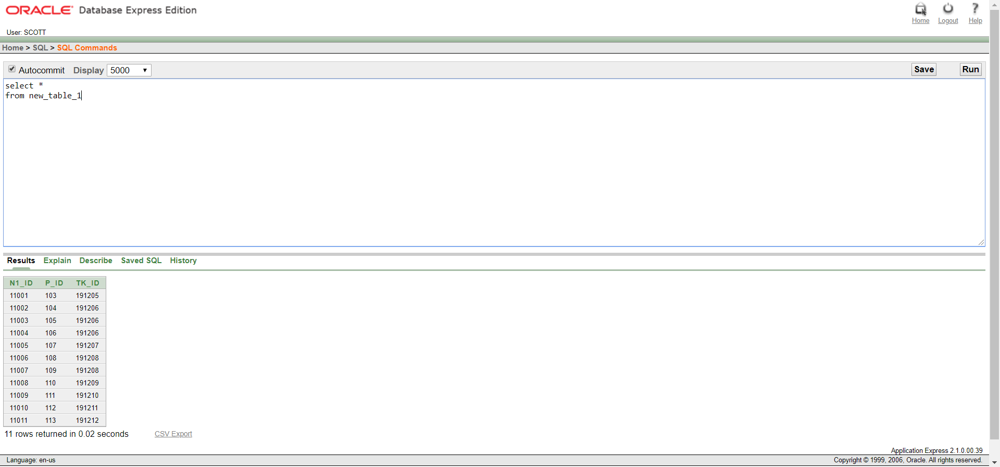 ORACLE Database Express Edition
Home Logout Help
User: SCOTT
Home > SQL > SQL Commands
Autocommit Display 5000 Save Run
select *
from new_table_1
Results Explain Describe Saved SQL History
N1_ID P_ID TK_ID
11001 103 191205
11002 104 191206
11003 105 191206
11004 106 191206
11005 107 191207
11006 108 191208
11007 109 191208
11008 110 191209
11009 111 191210
11010 112 191211
11011 113 191212
11 rows returned in 0.02 seconds CSV Export
Application Express 2.1.0.00.39
Language: en-us Copyright © 1999, 2006, Oracle. All rights reserved.